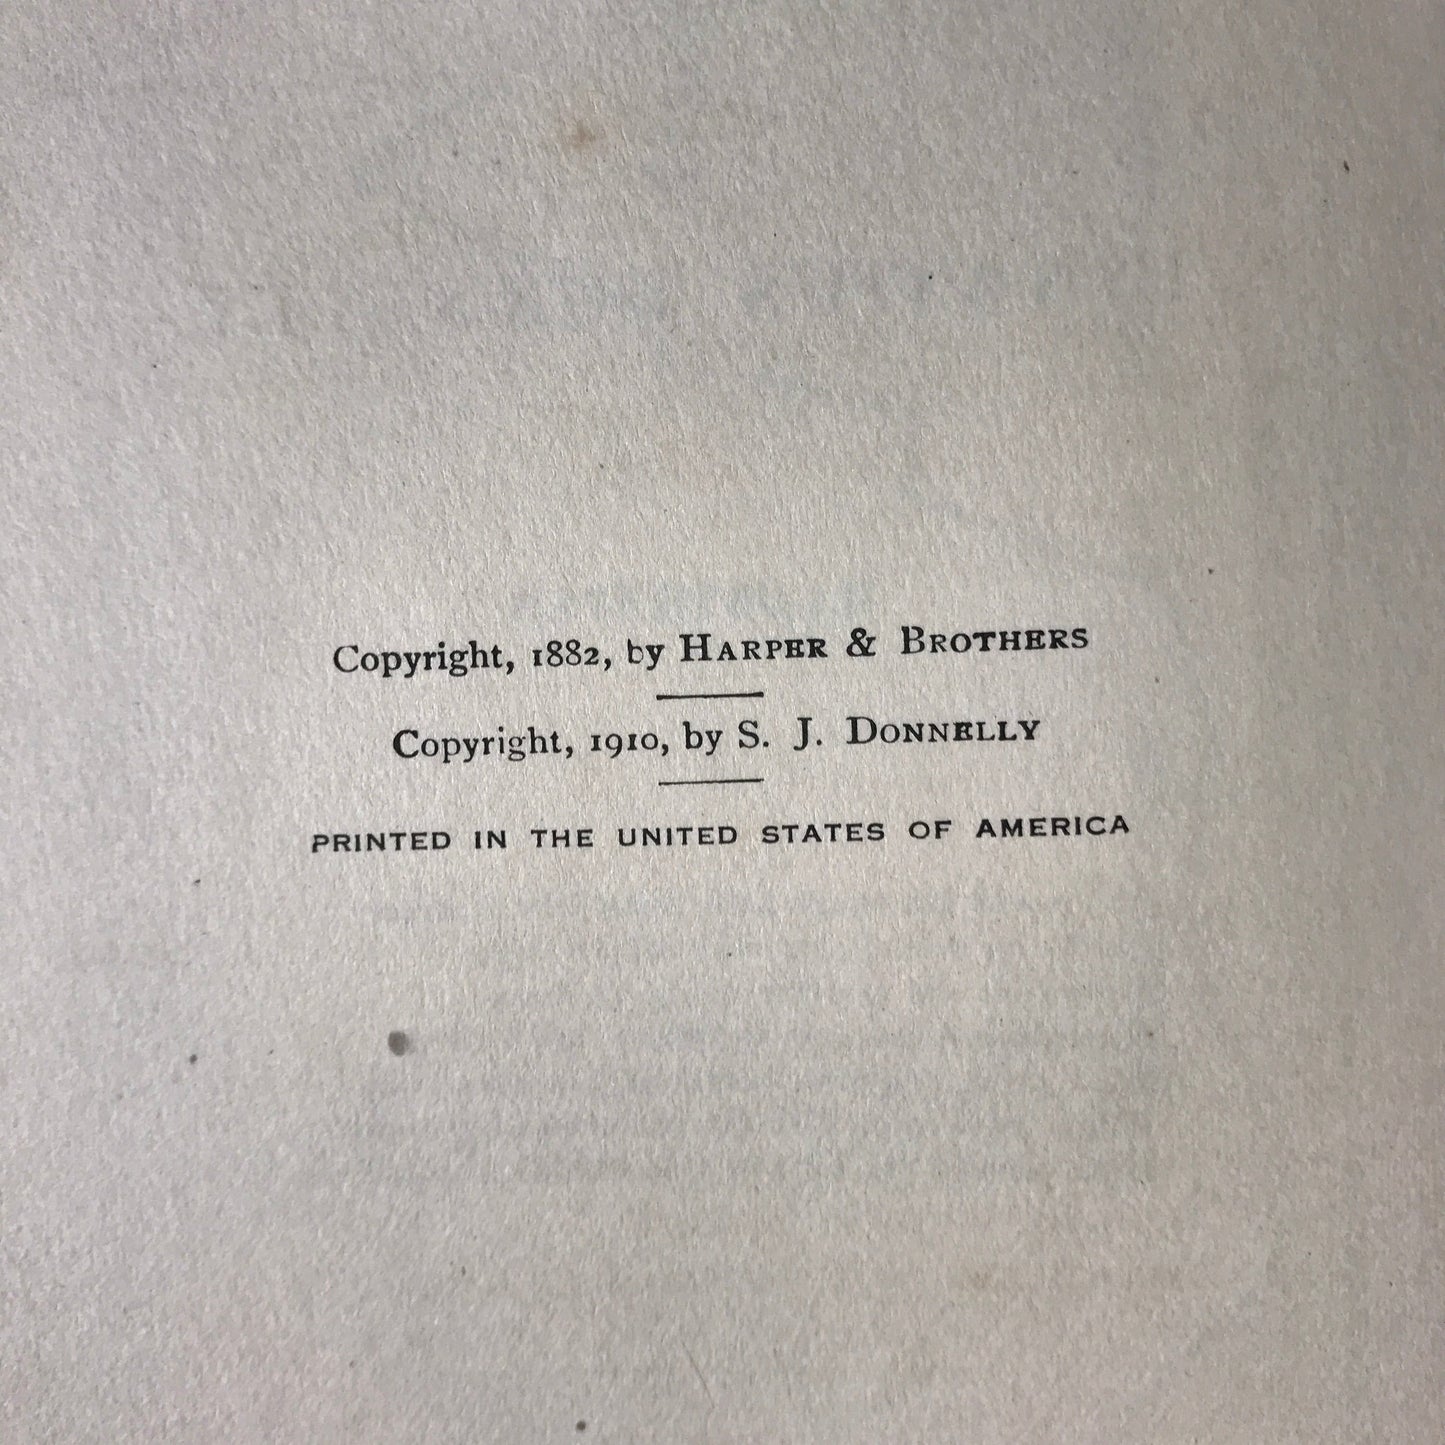 Copyright, 1882, by HARPER & BROTHERS
Copyright, 1910, by S. J. DONNELLY
PRINTED IN THE UNITED STATES OF AMERICA